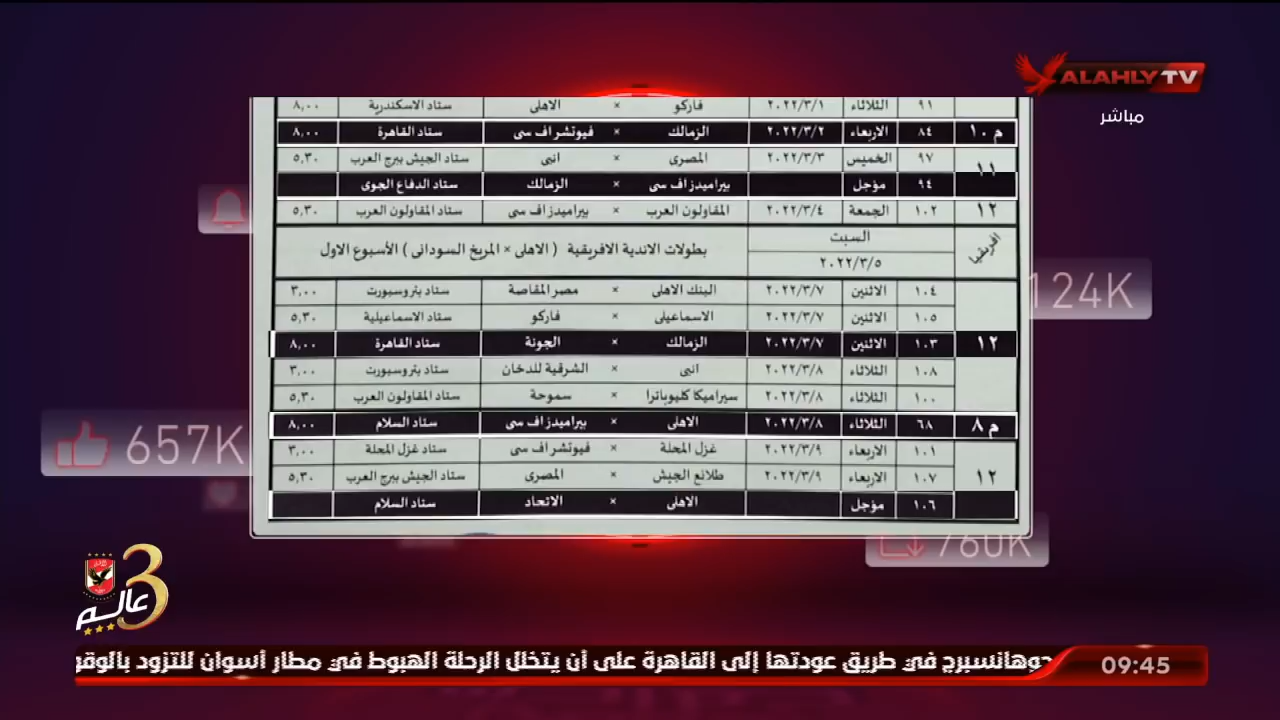 ALAHLY TV
مباشر
٩١ الثلاثاء ٢٠٢٢/٣/١ فاركو × الاهلى ستاد الاسكندرية ٨,٠٠
م ١٠ ٨٤ الاربعاء ٢٠٢٢/٣/٢ الزمالك × فيوتشر اف سى ستاد القاهرة ٨,٠٠
١١ ٩٧ الخميس ٢٠٢٢/٣/٣ المصرى × انبى ستاد الجيش ببرج العرب ٥,٣٠
٩٤ مؤجل بيراميدز اف سى × الزمالك ستاد الدفاع الجوى
١٢ ١٠٢ الجمعة ٢٠٢٢/٣/٤ المقاولون العرب × بيراميدز اف سى ستاد المقاولون العرب ٥,٣٠
افريقيا السبت بطولات الاندية الافريقية ( الاهلى × المريخ السودانى ) الأسبوع الاول
٢٠٢٢/٣/٥
١٠٤ الاثنين ٢٠٢٢/٣/٧ البنك الاهلى × مصر المقاصة ستاد بتروسبورت ٣,٠٠
١٠٥ الاثنين ٢٠٢٢/٣/٧ الاسماعيلى × فاركو ستاد الاسماعيلية ٥,٣٠
١٢ ١٠٣ الاثنين ٢٠٢٢/٣/٧ الزمالك × الجونة ستاد القاهرة ٨,٠٠
١٠٨ الثلاثاء ٢٠٢٢/٣/٨ انبى × الشرقية للدخان ستاد بتروسبورت ٣,٠٠
١٠٠ الثلاثاء ٢٠٢٢/٣/٨ سيراميكا كليوباترا × سموحة ستاد المقاولون العرب ٥,٣٠
م ٨ ٦٨ الثلاثاء ٢٠٢٢/٣/٨ الاهلى × بيراميدز اف سى ستاد السلام ٨,٠٠
١٠١ الاربعاء ٢٠٢٢/٣/٩ غزل المحلة × فيوتشر اف سى ستاد غزل المحلة ٣,٠٠
١٢ ١٠٧ الاربعاء ٢٠٢٢/٣/٩ طلائع الجيش × المصرى ستاد الجيش ببرج العرب ٥,٣٠
١٠٦ مؤجل الاهلى × الاتحاد ستاد السلام
124K
657K
760K
3 عالم
جوهانسبرج في طريق عودتها إلى القاهرة على أن يتخلل الرحلة الهبوط في مطار أسوان للتزود بالوقو
09:45